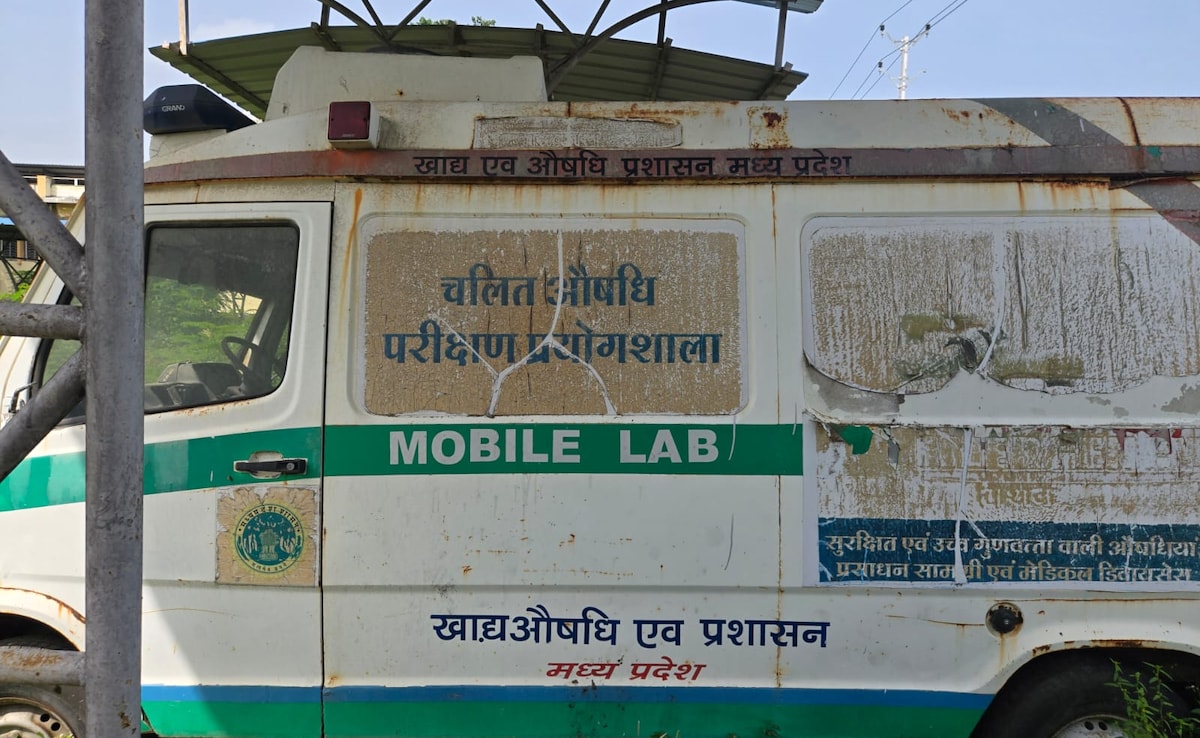 GRAND
खाद्य एव औषधि प्रशासन मध्य प्रदेश
चलित औषधि
परीक्षण प्रयोगशाला
MOBILE LAB
सुरक्षित एवं उच्च गुणवत्ता वाली औषधियाँ
प्रसाधन सामग्री एवं मेडिकल
खाद्यऔषधि एव प्रशासन
मध्य प्रदेश